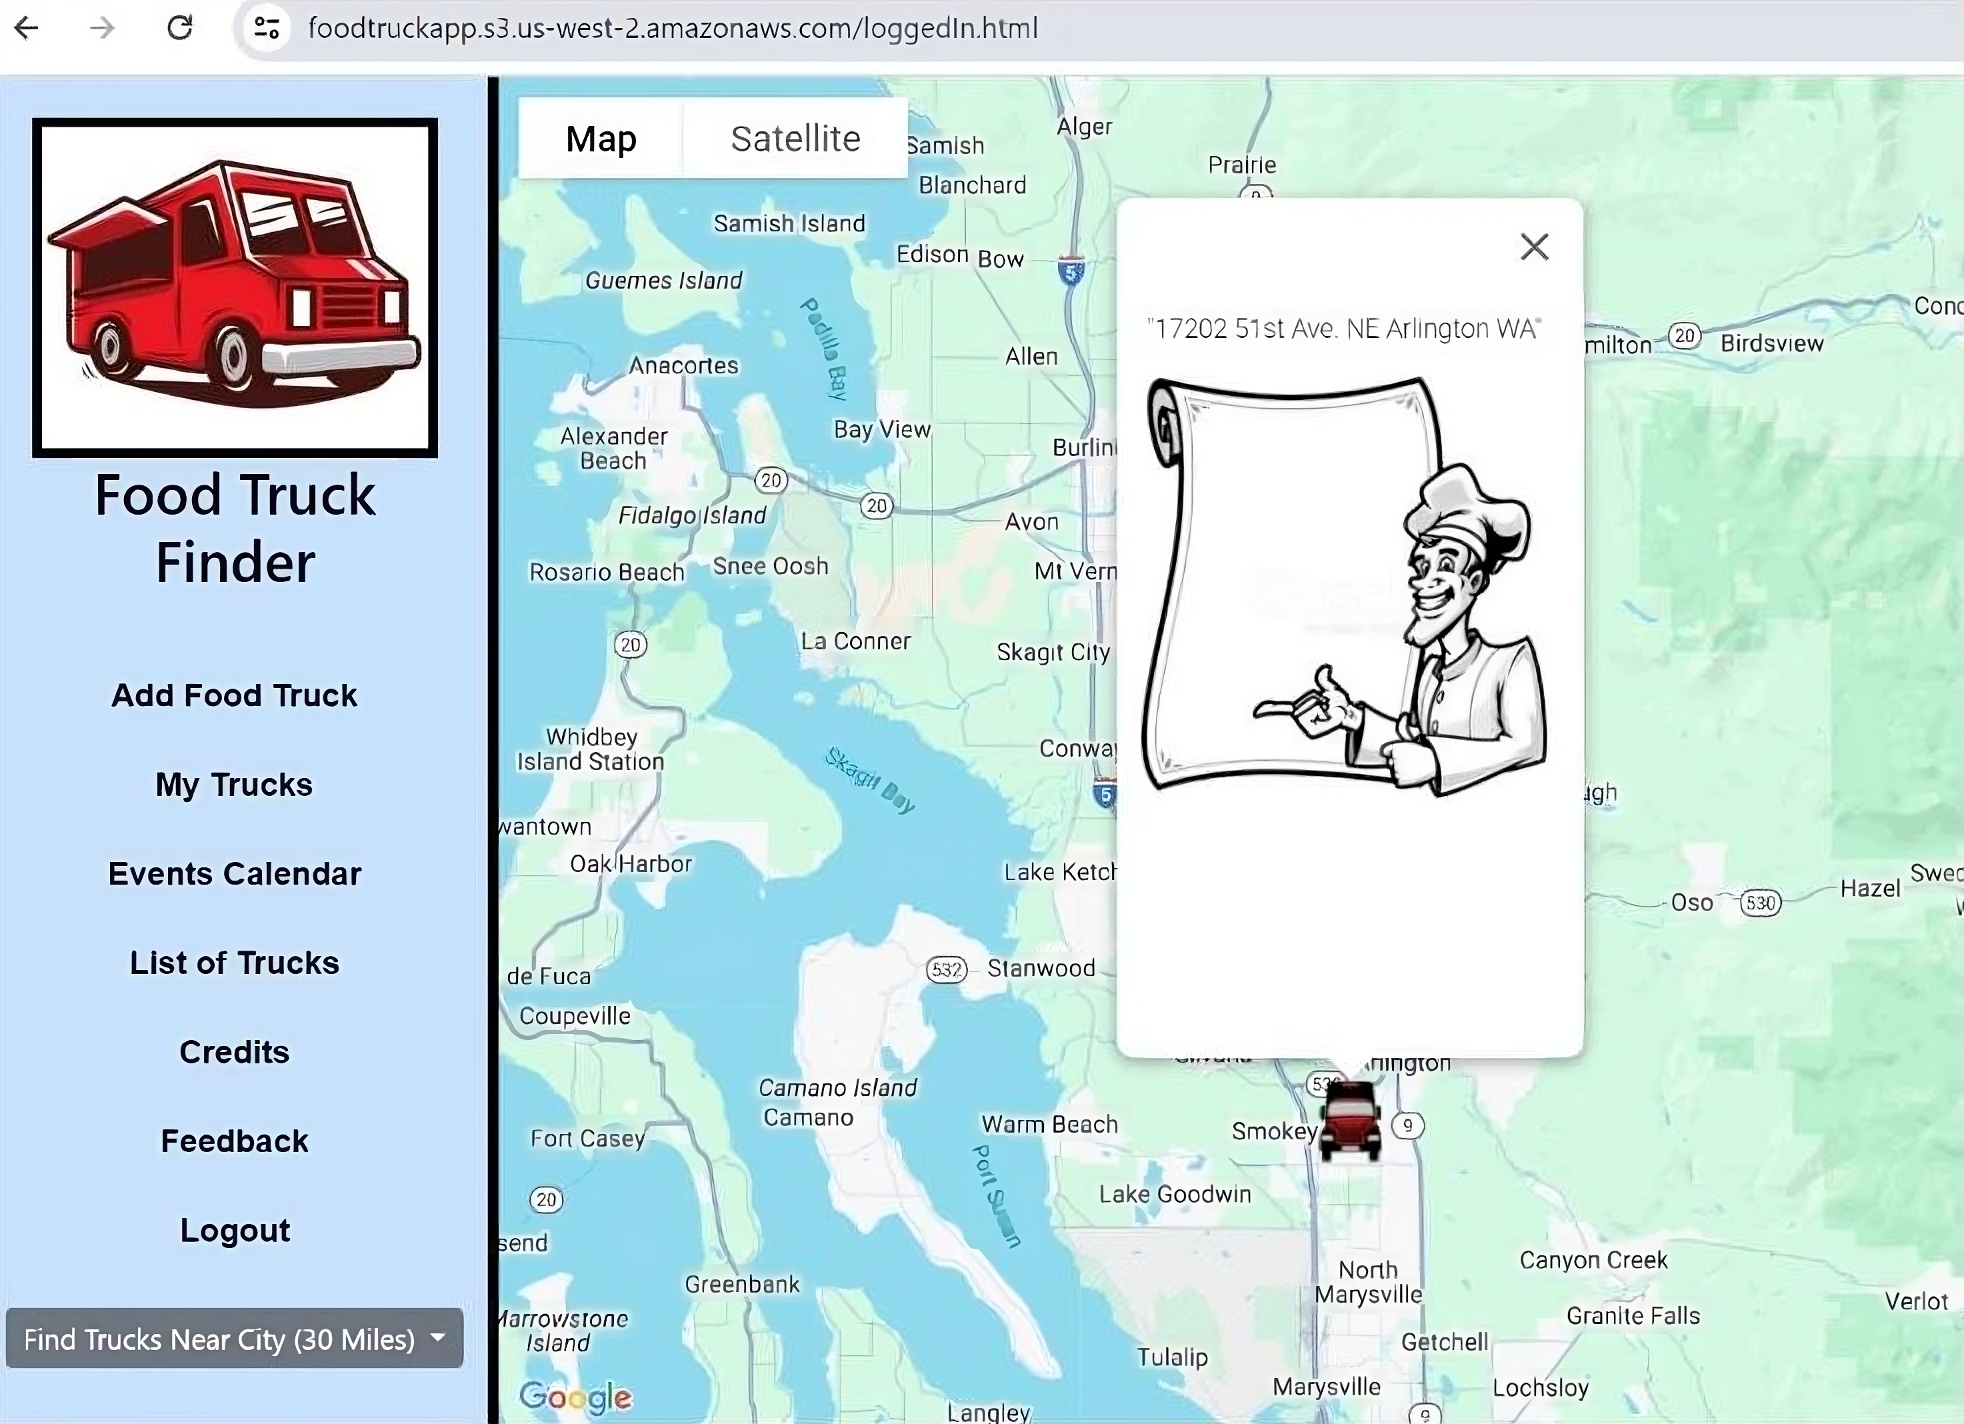 foodtruckapp.s3.us-west-2.amazonaws.com/loggedIn.html
Food Truck
Finder
Add Food Truck
My Trucks
Events Calendar
List of Trucks
Credits
Feedback
Logout
Find Trucks Near City (30 Miles)
Map
Satellite
Samish
Alger
Blanchard
Prairie
Samish Island
Edison
Bow
5
Guemes Island
Padilla Bay
"17202 51st Ave. NE Arlington WA"
milton
20
Birdsview
Conc
Anacortes
Allen
Alexander
Beach
Bay View
Burlin
20
20
Fidalgo Island
Avon
Rosario Beach
Snee Oosh
Mt Vern
20
La Conner
Skagit City
Whidbey
Island Station
Skagit Bay
Conwa
5
wantown
Oak Harbor
Lake Ketch
Oso
530
Hazel
Swed
de Fuca
532
Stanwood
Coupeville
Camano Island
Camano
rlington
53
Fort Casey
Warm Beach
Smokey
9
Port Susan
20
Lake Goodwin
send
Greenbank
North
Marysville
Canyon Creek
Marrowstone
Island
Granite Falls
Verlot
Getchell
Tulalip
Marysville
Lochsloy
Google
Langley
9